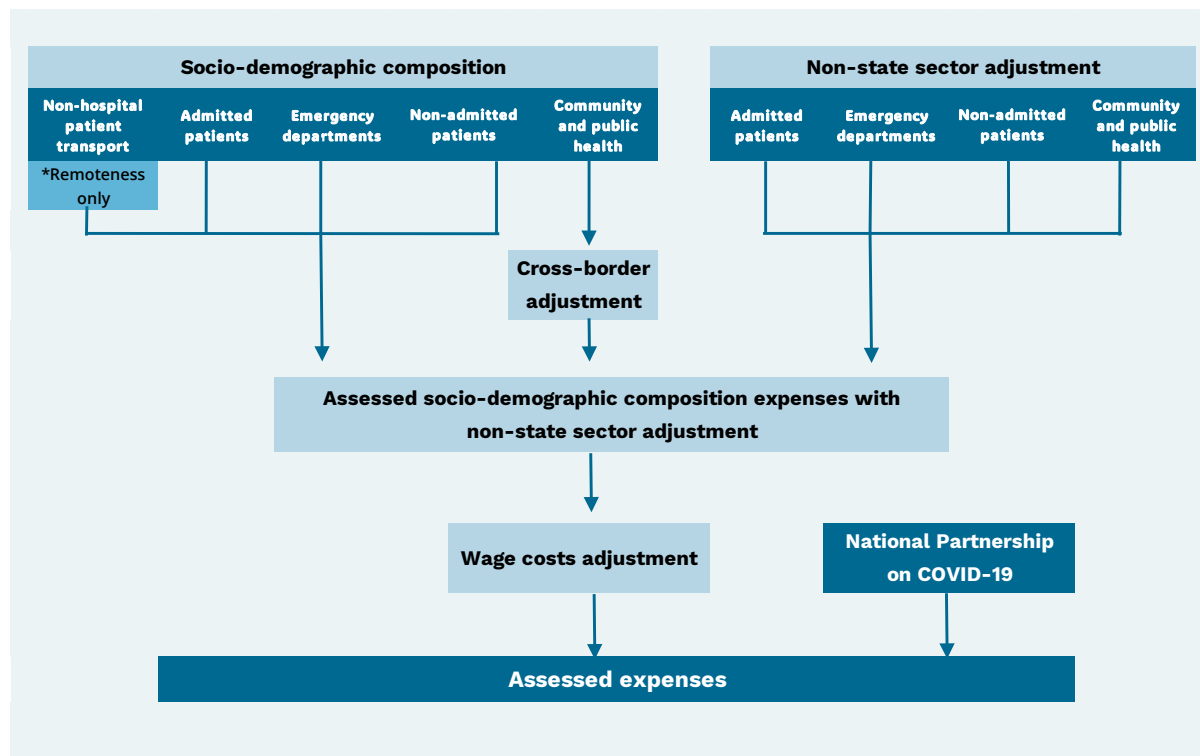 Socio-demographic composition
Non-hospital
patient
transport
Admitted
patients
Emergency
departments
Non-admitted
patients
Community
and public
health
*Remoteness
only
Non-state sector adjustment
Admitted
patients
Emergency
departments
Non-admitted
patients
Community
and public
health
Cross-border
adjustment
Assessed socio-demographic composition expenses with
non-state sector adjustment
Wage costs adjustment
National Partnership
on COVID-19
Assessed expenses